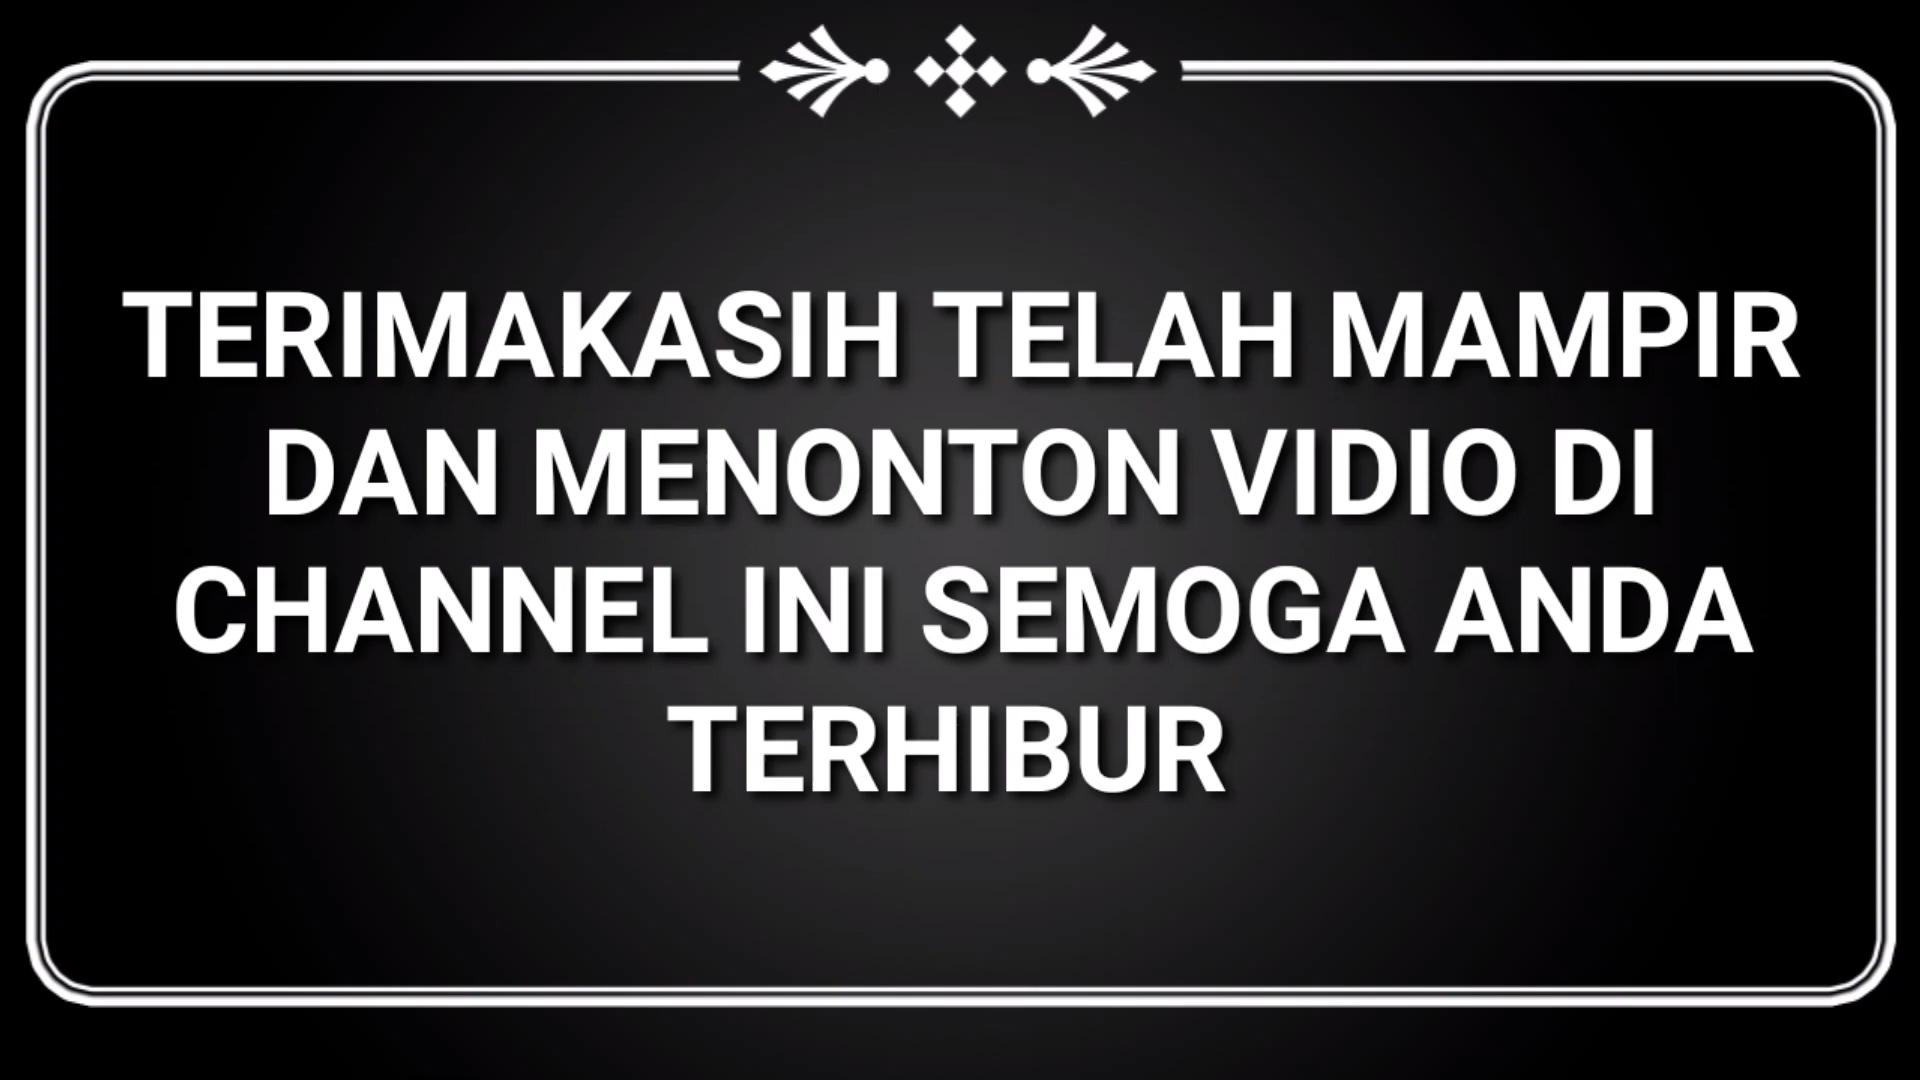 TERIMAKASIH TELAH MAMPIR
DAN MENONTON VIDIO DI
CHANNEL INI SEMOGA ANDA
TERHIBUR